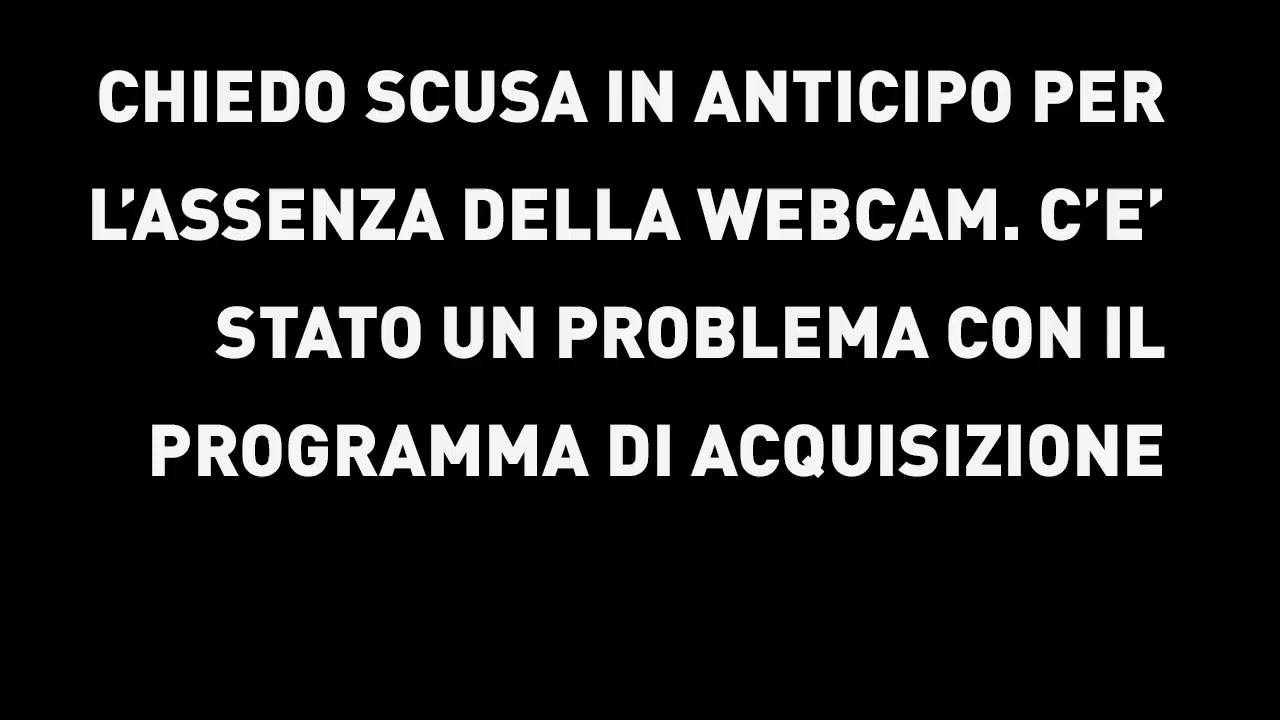 CHIEDO SCUSA IN ANTICIPO PER
L’ASSENZA DELLA WEBCAM. C’E’
STATO UN PROBLEMA CON IL
PROGRAMMA DI ACQUISIZIONE